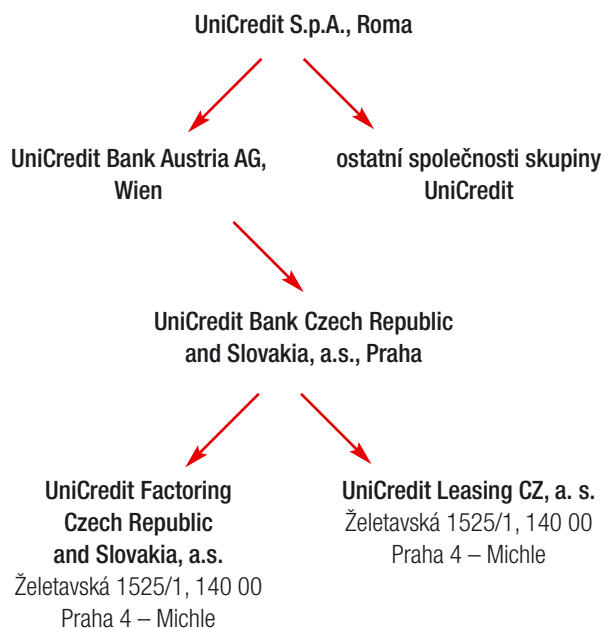 UniCredit S.p.A., Roma
UniCredit Bank Austria AG,
Wien
ostatní společnosti skupiny
UniCredit
UniCredit Bank Czech Republic
and Slovakia, a.s., Praha
UniCredit Factoring
Czech Republic
and Slovakia, a.s.
Želetavská 1525/1, 140 00
Praha 4 – Michle
UniCredit Leasing CZ, a. s.
Želetavská 1525/1, 140 00
Praha 4 – Michle